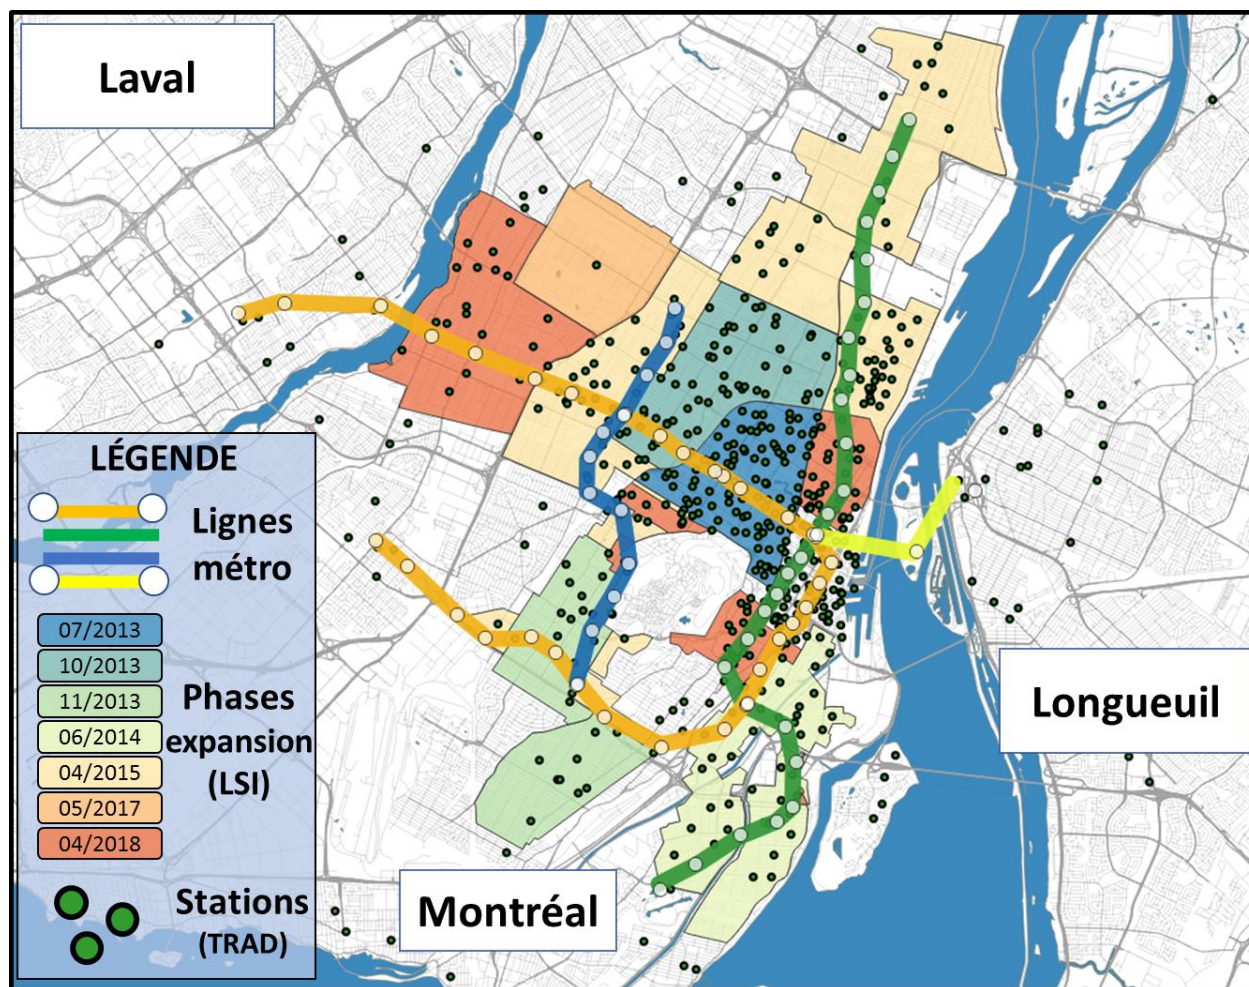 Laval
LÉGENDE
Lignes
métro
07/2013
10/2013
11/2013
06/2014
04/2015
05/2017
04/2018
Phases
expansion
(LSI)
Stations
(TRAD)
Montréal
Longueuil